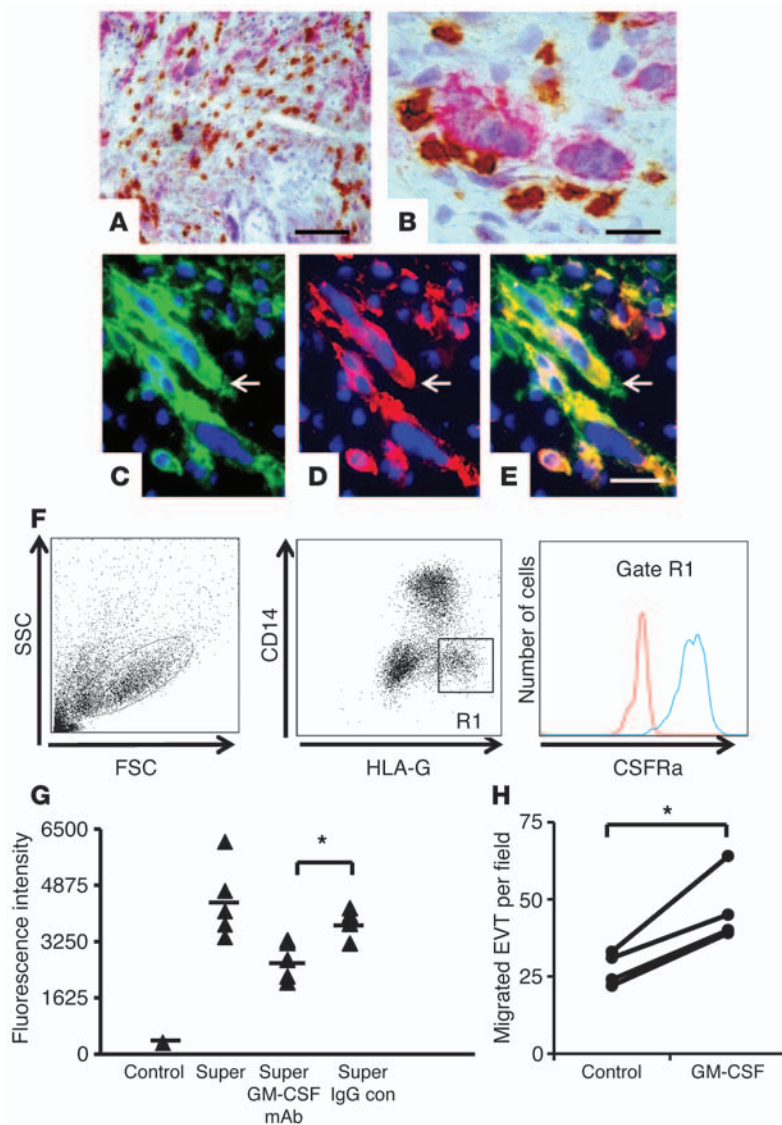 A
B
C
D
E
F
SSC
FSC
CD14
R1
HLA-G
Number of cells
Gate R1
CSFRa
G
Fluorescence intensity
6500
4875
3250
1625
0
*
Control
Super
Super
GM-CSF
mAb
Super
IgG con
H
Migrated EVT per field
75
50
25
0
*
Control
GM-CSF